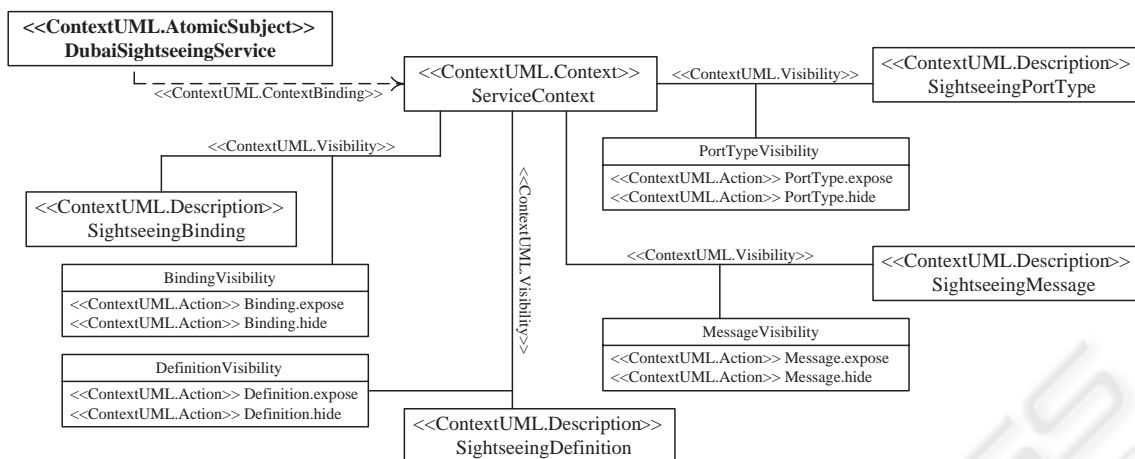 <<ContextUML.AtomicSubject>>
DubaiSightseeingService
<<ContextUML.ContextBinding>>
<<ContextUML.Context>>
ServiceContext
<<ContextUML.Visibility>>
<<ContextUML.Description>>
SightseeingPortType
PortTypeVisibility
<<ContextUML.Action>> PortType.expose
<<ContextUML.Action>> PortType.hide
<<ContextUML.Visibility>>
<<ContextUML.Description>>
SightseeingBinding
BindingVisibility
<<ContextUML.Action>> Binding.expose
<<ContextUML.Action>> Binding.hide
<<ContextUML.Visibility>>
<<ContextUML.Visibility>>
<<ContextUML.Description>>
SightseeingMessage
MessageVisibility
<<ContextUML.Action>> Message.expose
<<ContextUML.Action>> Message.hide
DefinitionVisibility
<<ContextUML.Action>> Definition.expose
<<ContextUML.Action>> Definition.hide
<<ContextUML.Description>>
SightseeingDefinition